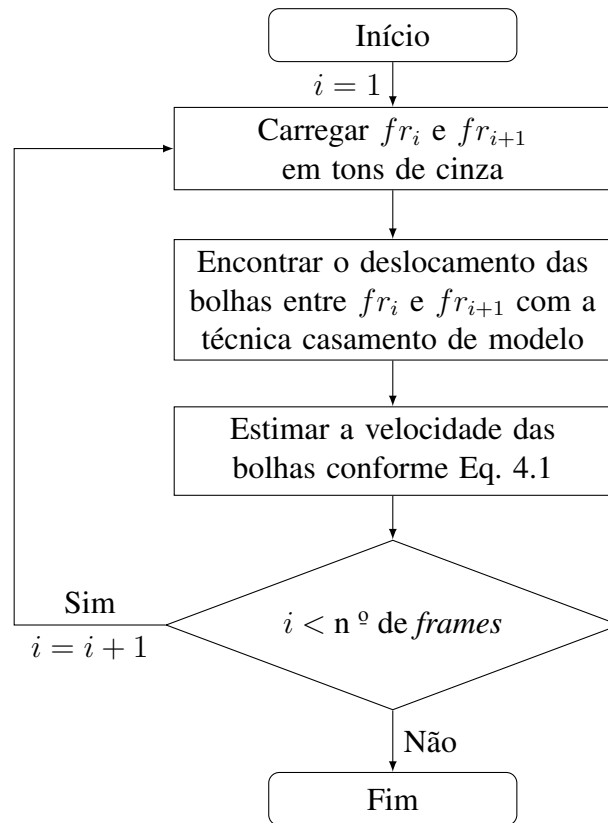 Início
i = 1
Carregar fr_i e fr_{i+1}
em tons de cinza
Encontrar o deslocamento das
bolhas entre fr_i e fr_{i+1} com a
técnica casamento de modelo
Estimar a velocidade das
bolhas conforme Eq. 4.1
Sim
i = i + 1
i < n º de frames
Não
Fim